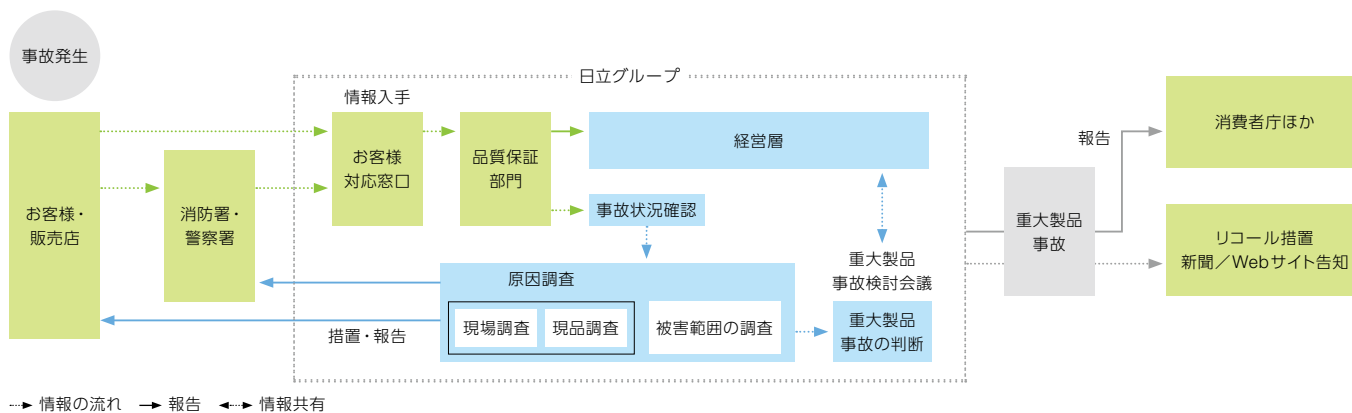 事故発生
日立グループ
情報入手
お客様・
販売店
消防署・
警察署
お客様
対応窓口
品質保証
部門
経営層
事故状況確認
原因調査
現場調査
現品調査
被害範囲の調査
措置・報告
重大製品
事故検討会議
重大製品
事故の判断
重大製品
事故
報告
消費者庁ほか
リコール措置
新聞／Webサイト告知
情報の流れ
報告
情報共有